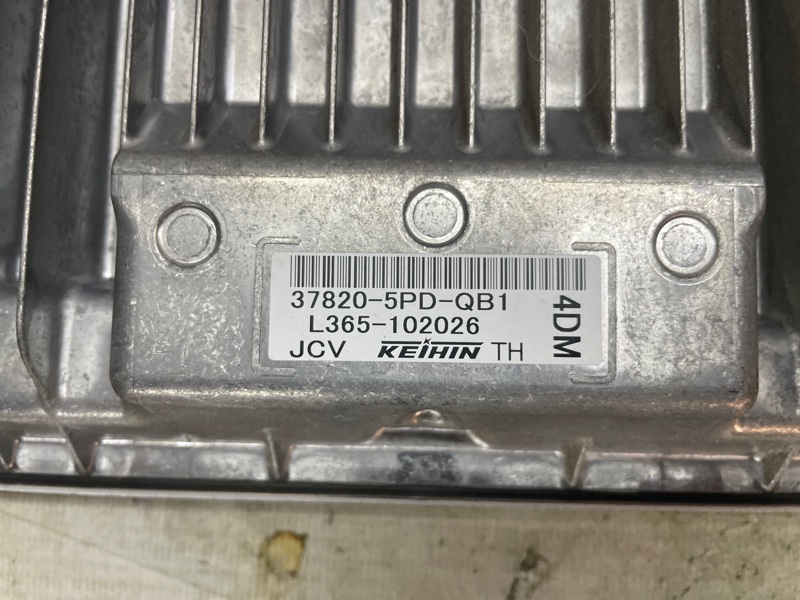 37820-5PD-QB1
L365-102026
JCV KEIHIN TH
4DM